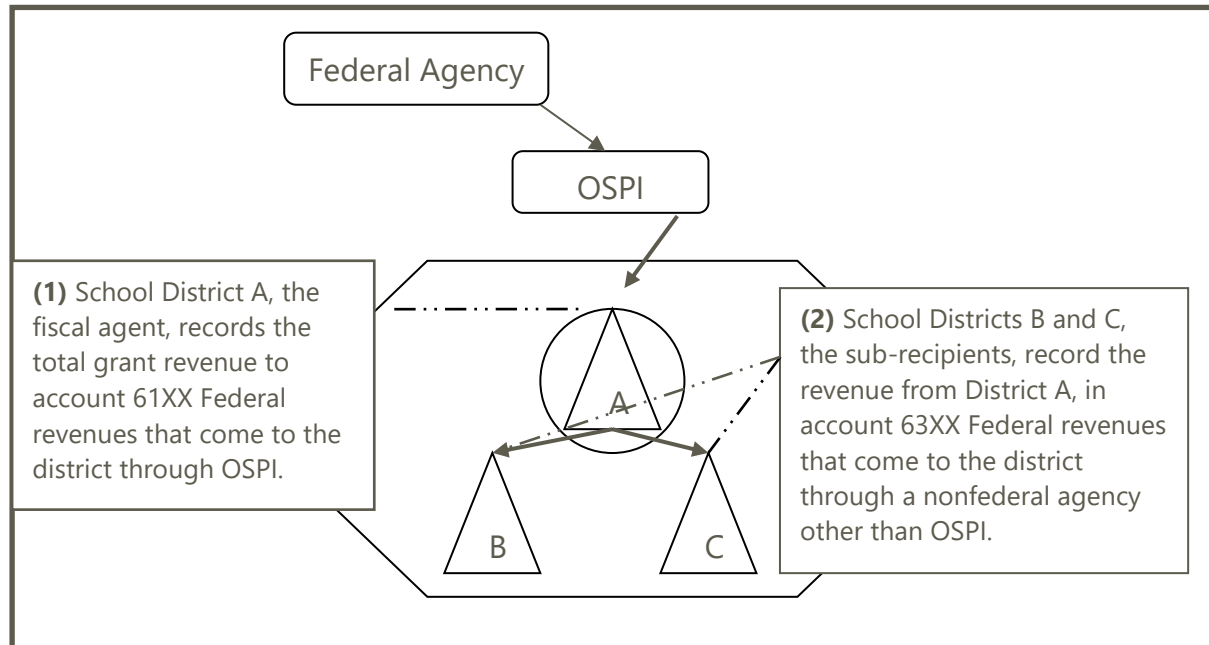 Federal Agency
OSPI
(1) School District A, the
fiscal agent, records the
total grant revenue to
account 61XX Federal
revenues that come to the
district through OSPI.
A
(2) School Districts B and C,
the sub-recipients, record the
revenue from District A, in
account 63XX Federal revenues
that come to the district
through a nonfederal agency
other than OSPI.
B
C